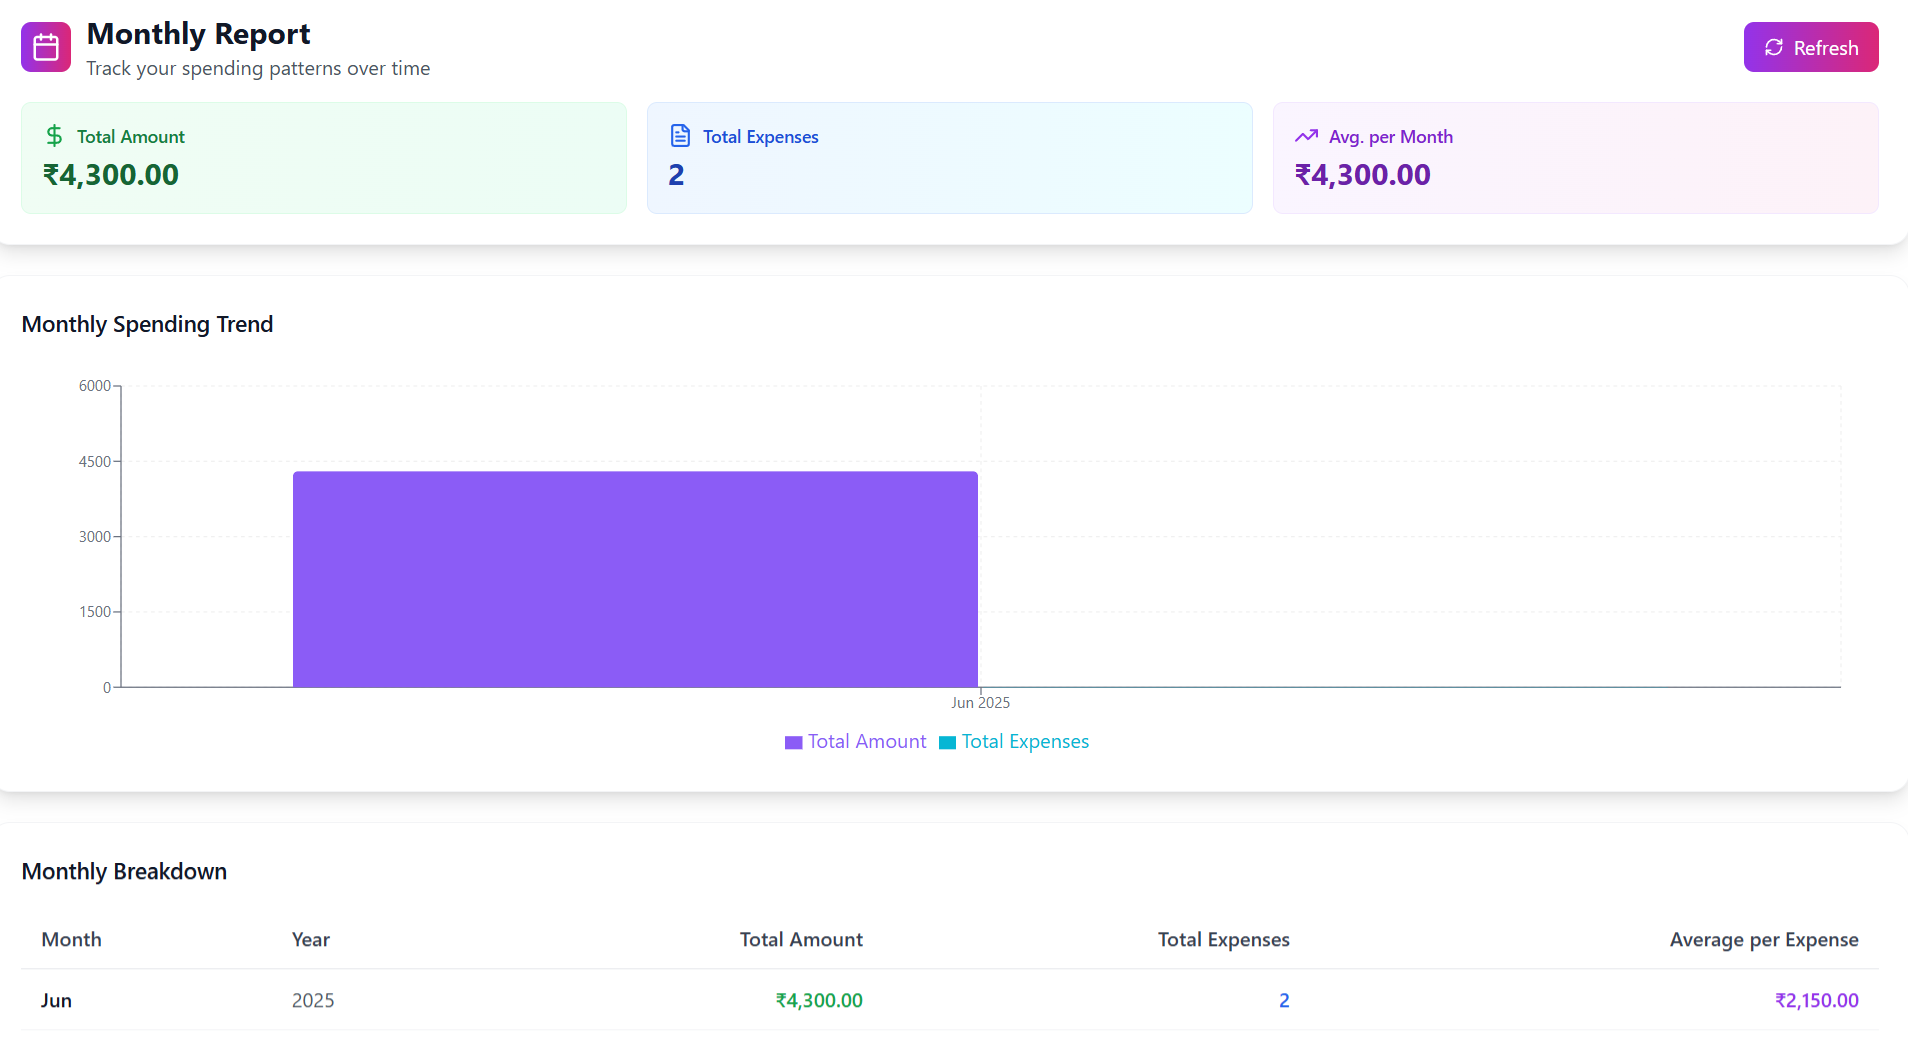 Monthly Report
Track your spending patterns over time
Refresh
Total Amount
₹4,300.00
Total Expenses
2
Avg. per Month
₹4,300.00
Monthly Spending Trend
6000
4500
3000
1500
0
Jun 2025
Total Amount Total Expenses
Monthly Breakdown
Month Year Total Amount Total Expenses Average per Expense
Jun 2025 ₹4,300.00 2 ₹2,150.00